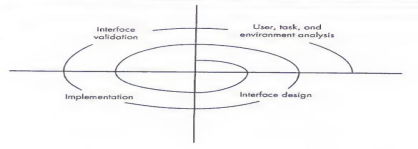 Interface
validation
User, task, and
environment analysis
Implementation
Interface design